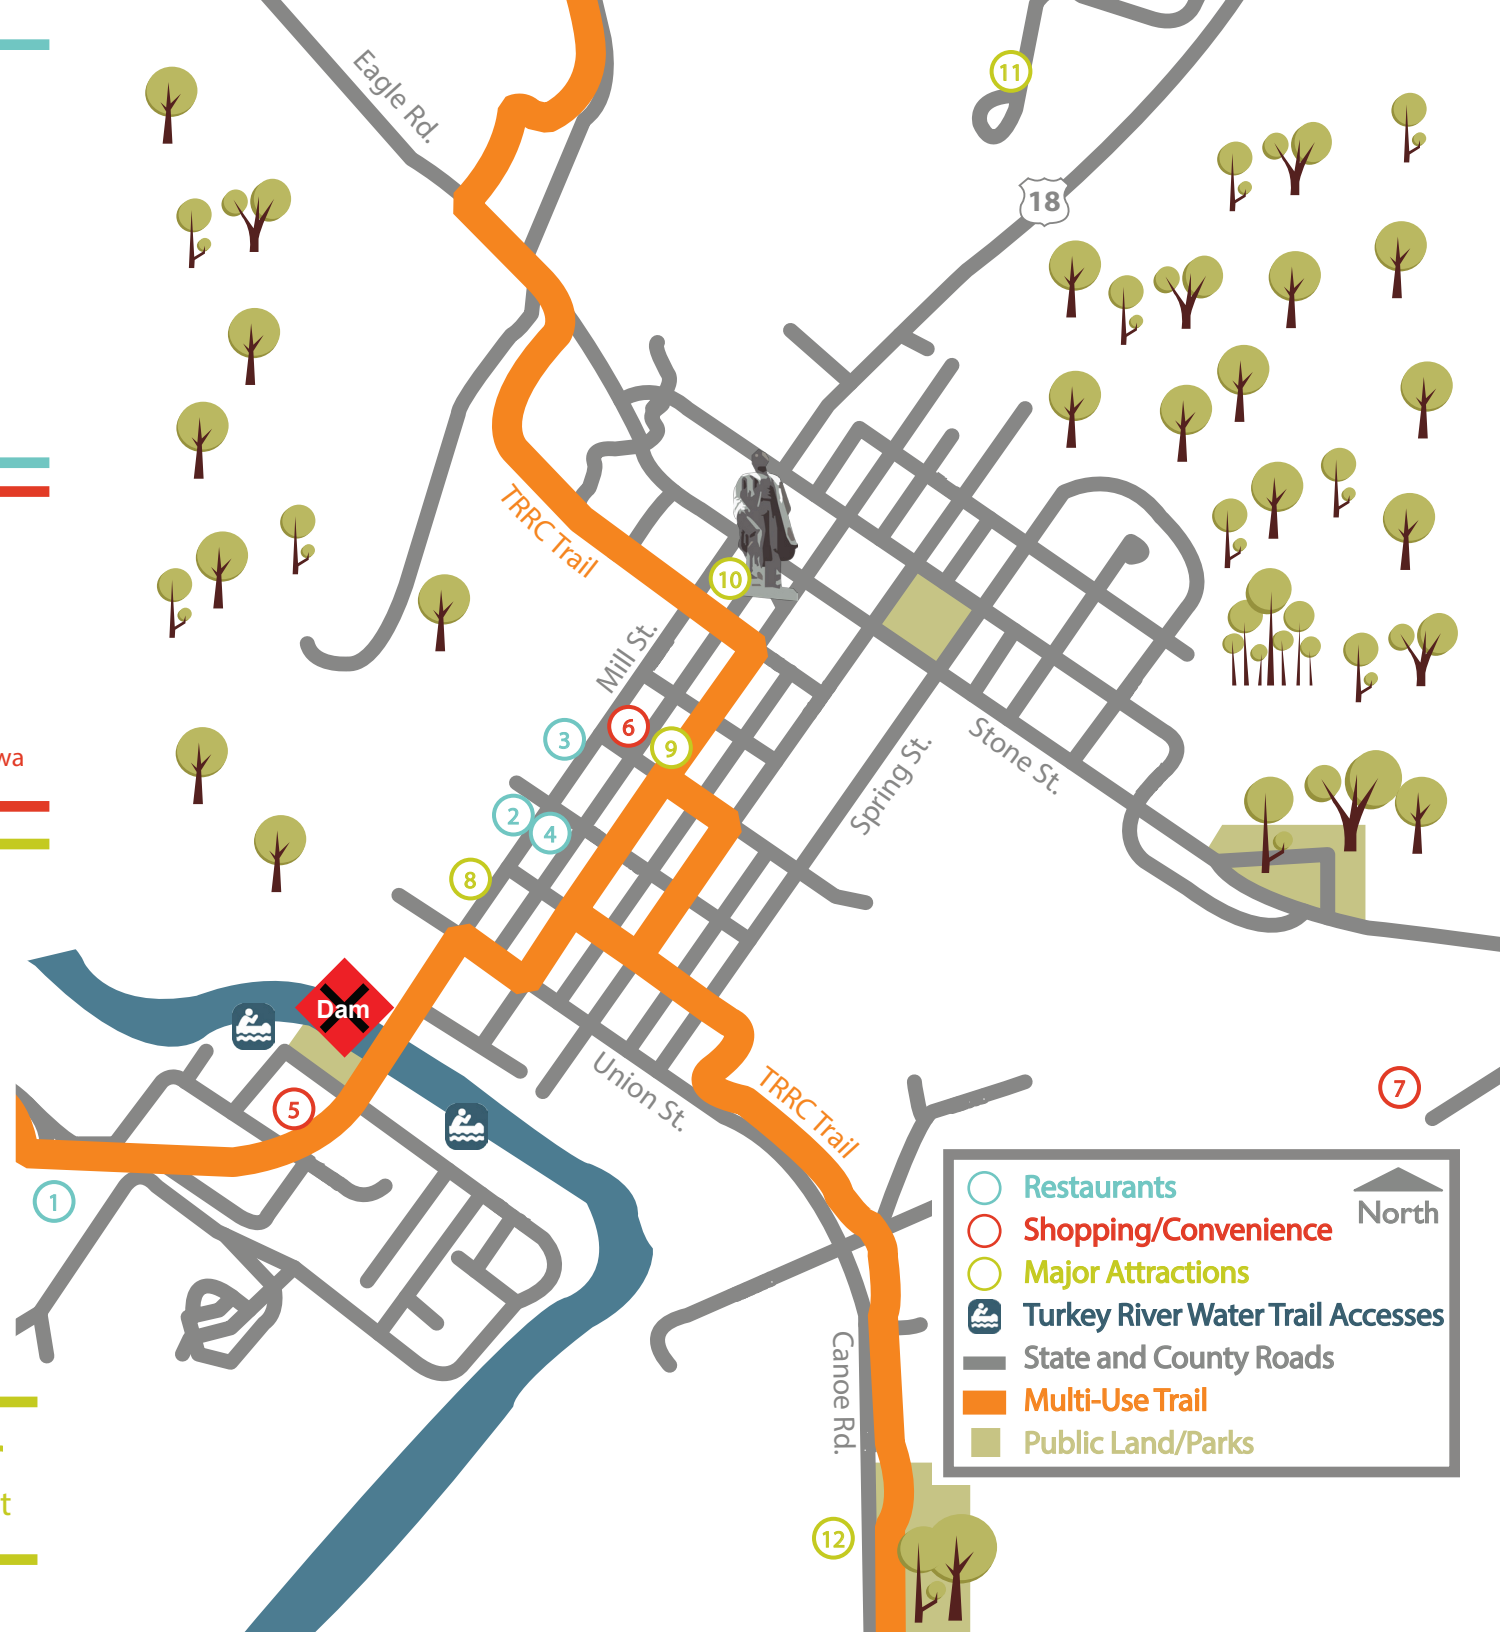 Eagle Rd.
11
18
TRRC Trail
10
Mill St.
6
3
9
wa
2
4
Spring St.
Stone St.
8
Dam
5
Union St.
TRRC Trail
7
1
Restaurants
Shopping/Convenience
North
Major Attractions
Turkey River Water Trail Accesses
State and County Roads
Canoe Rd.
Multi-Use Trail
Public Land/Parks
t
12